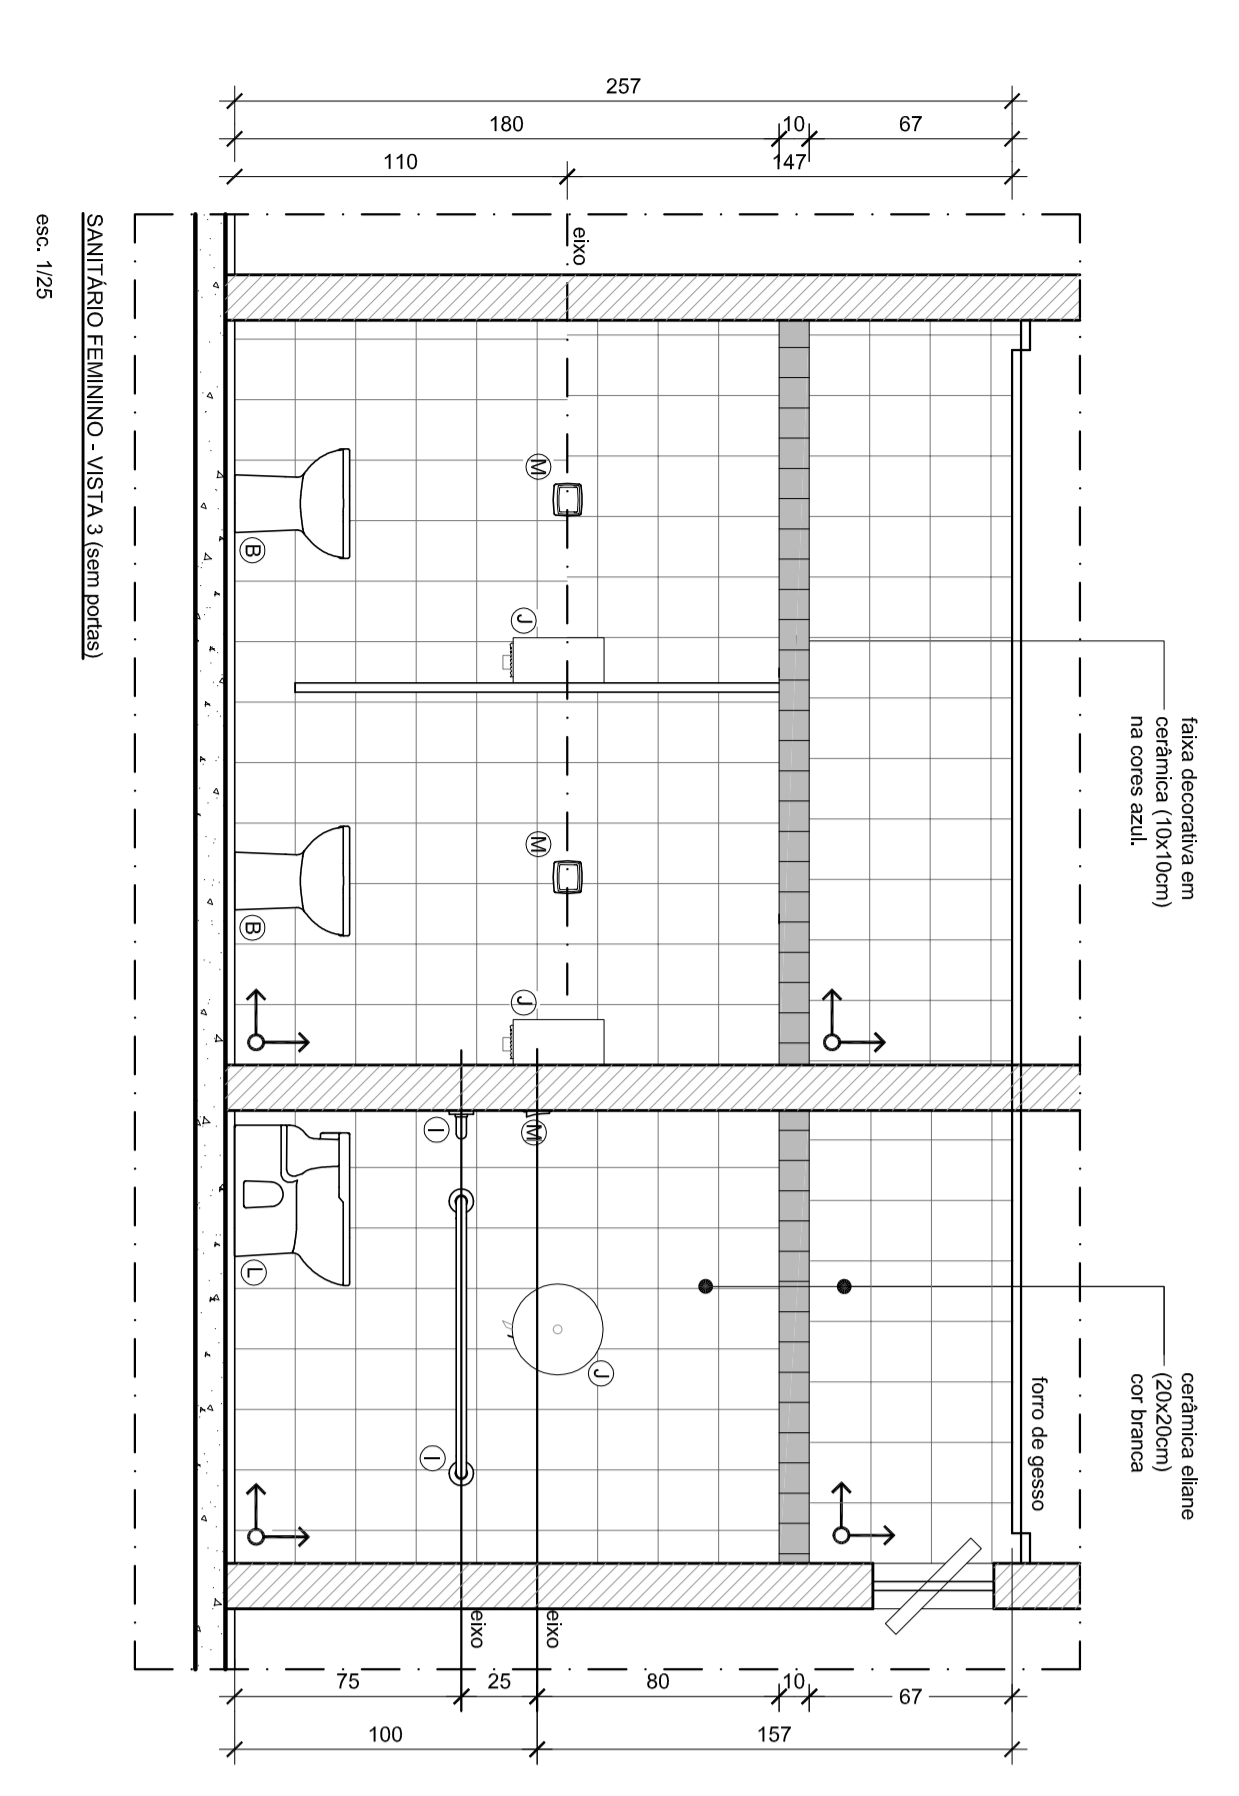 257
180
10
67
110
147
eixo
M
B
J
faixa decorativa em
cerâmica (10x10cm)
na cores azul.
M
B
J
I
M
L
J
I
cerâmica eliane
(20x20cm)
cor branca
forro de gesso
eixo
eixo
75
25
80
10
67
100
157
SANITÁRIO FEMININO - VISTA 3 (sem portas)
esc. 1/25